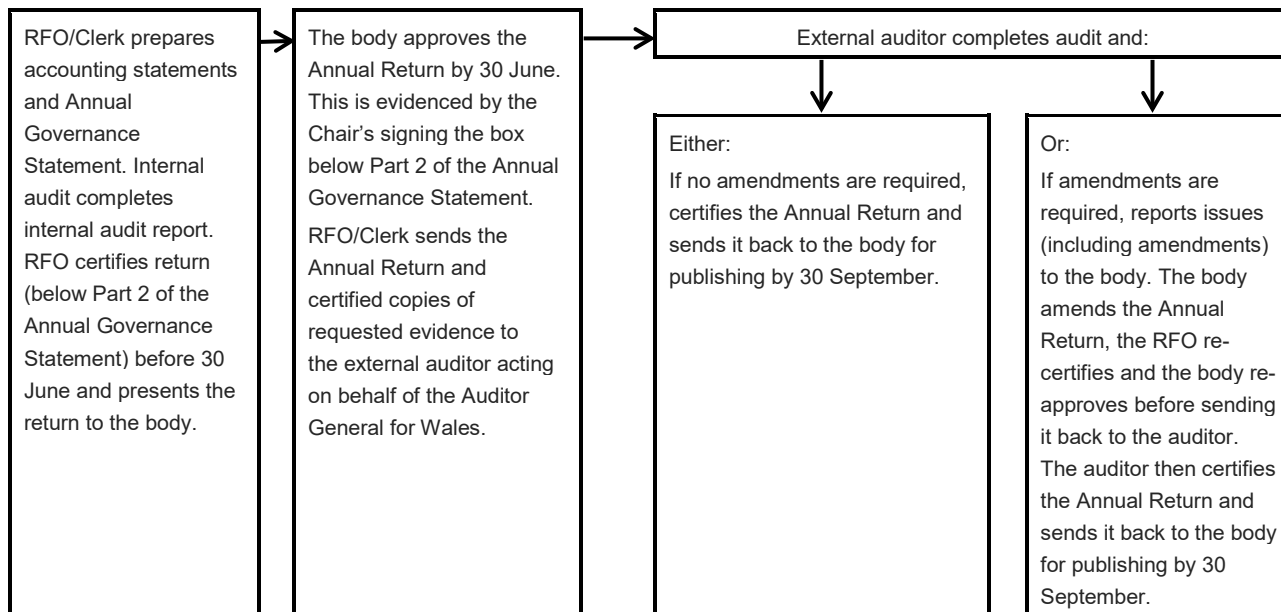 RFO/Clerk prepares
accounting statements
and Annual
Governance
Statement. Internal
audit completes
internal audit report.
RFO certifies return
(below Part 2 of the
Annual Governance
Statement) before 30
June and presents the
return to the body.
The body approves the
Annual Return by 30 June.
This is evidenced by the
Chair’s signing the box
below Part 2 of the Annual
Governance Statement.
RFO/Clerk sends the
Annual Return and
certified copies of
requested evidence to
the external auditor acting
on behalf of the Auditor
General for Wales.
External auditor completes audit and:
Either:
If no amendments are required,
certifies the Annual Return and
sends it back to the body for
publishing by 30 September.
Or:
If amendments are
required, reports issues
(including amendments)
to the body. The body
amends the Annual
Return, the RFO re-
certifies and the body re-
approves before sending
it back to the auditor.
The auditor then certifies
the Annual Return and
sends it back to the body
for publishing by 30
September.